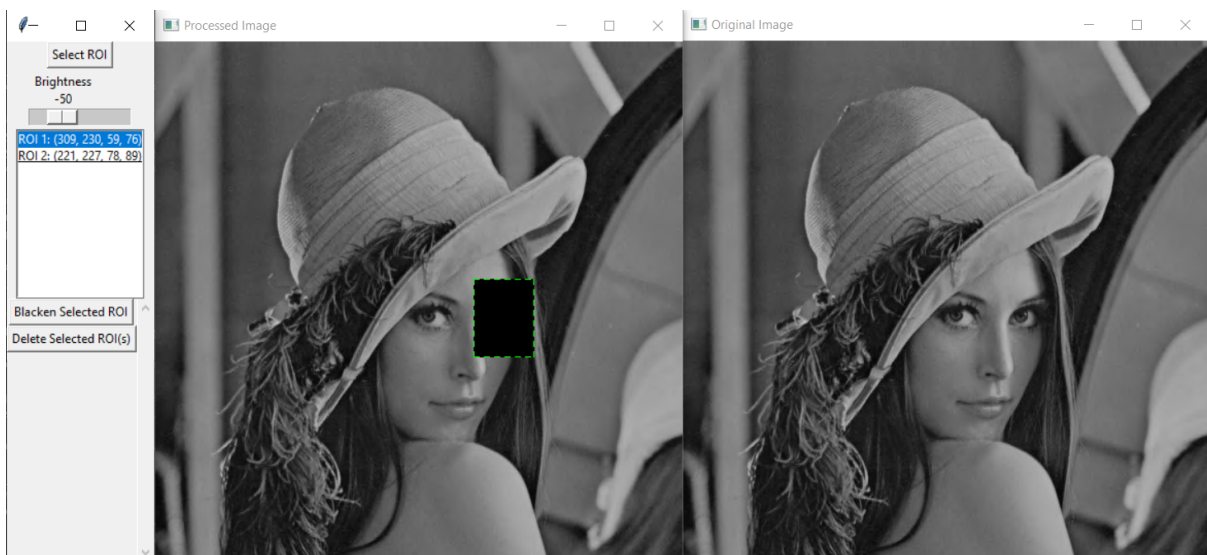 Processed Image
Original Image
Select ROI
Brightness
-50
ROI 1: (309, 230, 59, 76)
ROI 2: (221, 227, 78, 89)
Blacken Selected ROI
Delete Selected ROI(s)